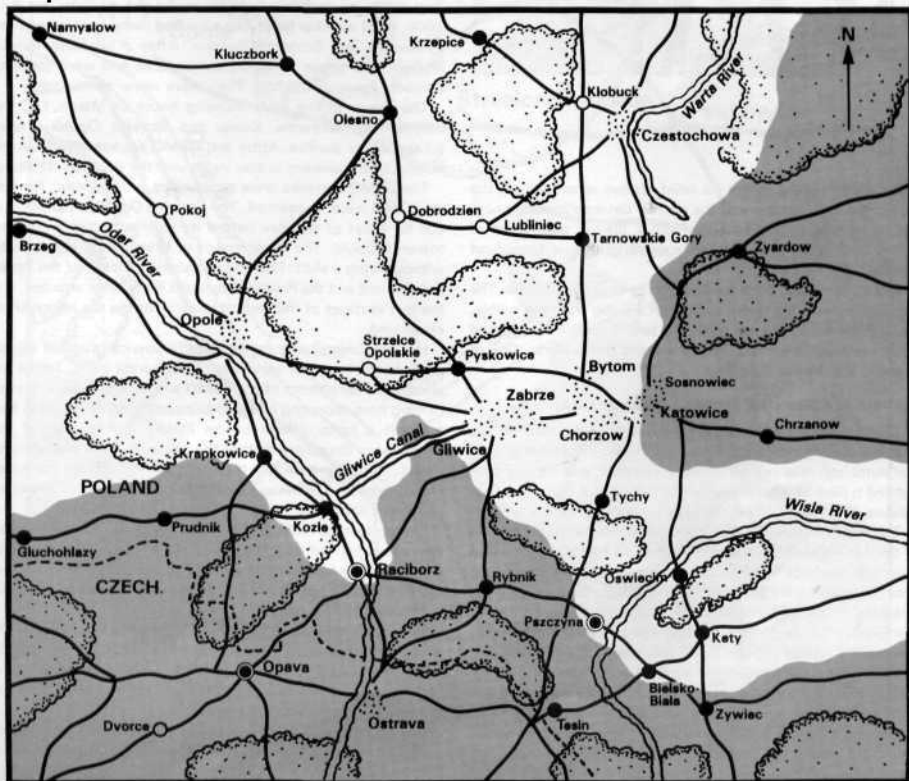 Namyslow
Kluczbork
Krzepice
N
Klobuck
Warta River
Olesno
Czestochowa
Pokoj
Dobrodzien
Lubliniec
Brzeg
Oder River
Tarnowskie Gory
Zyardow
Opole
Strzelce
Opolskie
Pyskowice
Bytom
Sosnowiec
Zabrze
Katowice
Chorzow
Chrzanow
Gliwice Canal
Gliwice
Krapkowice
POLAND
Tychy
Wisla River
Prudnik
Kozle
Gluchohlazy
CZECH.
Raciborz
Rybnik
Oswiecim
Pszczyna
Kety
Opava
Bielsko-
Biala
Zywiec
Dvorce
Ostrava
Tesin